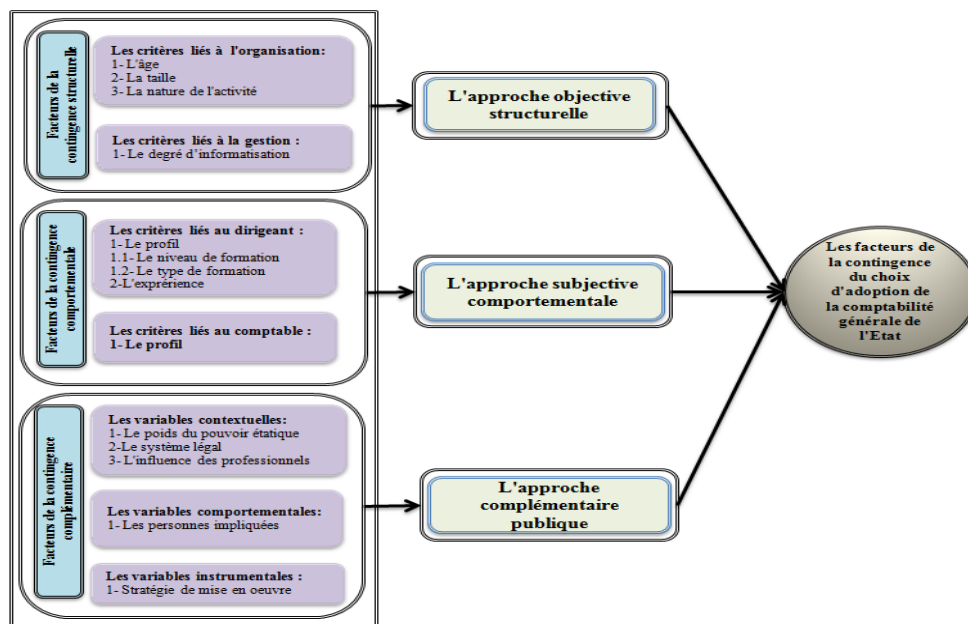 Facteurs de la
contingence structurelle
Les critères liés à l'organisation:
1- L'âge
2- La taille
3- La nature de l'activité
Les critères liés à la gestion :
1- Le degré d'informatisation
L'approche objective
structurelle
Facteurs de la contingence
comportementale
Les critères liés au dirigeant :
1- Le profil
1.1- Le niveau de formation
1.2- Le type de formation
2-L'exprérience
Les critères liés au comptable :
1- Le profil
L'approche subjective
comportementale
Facteurs de la contingence
complémentaire
Les variables contextuelles:
1- Le poids du pouvoir étatique
2-Le système légal
3- L'influence des professionnels
Les variables comportementales:
1- Les personnes impliquées
Les variables instrumentales :
1- Stratégie de mise en oeuvre
L'approche
complémentaire
publique
Les facteurs de
la contingence
du choix
d'adoption de
la comptabilité
générale de
l'Etat